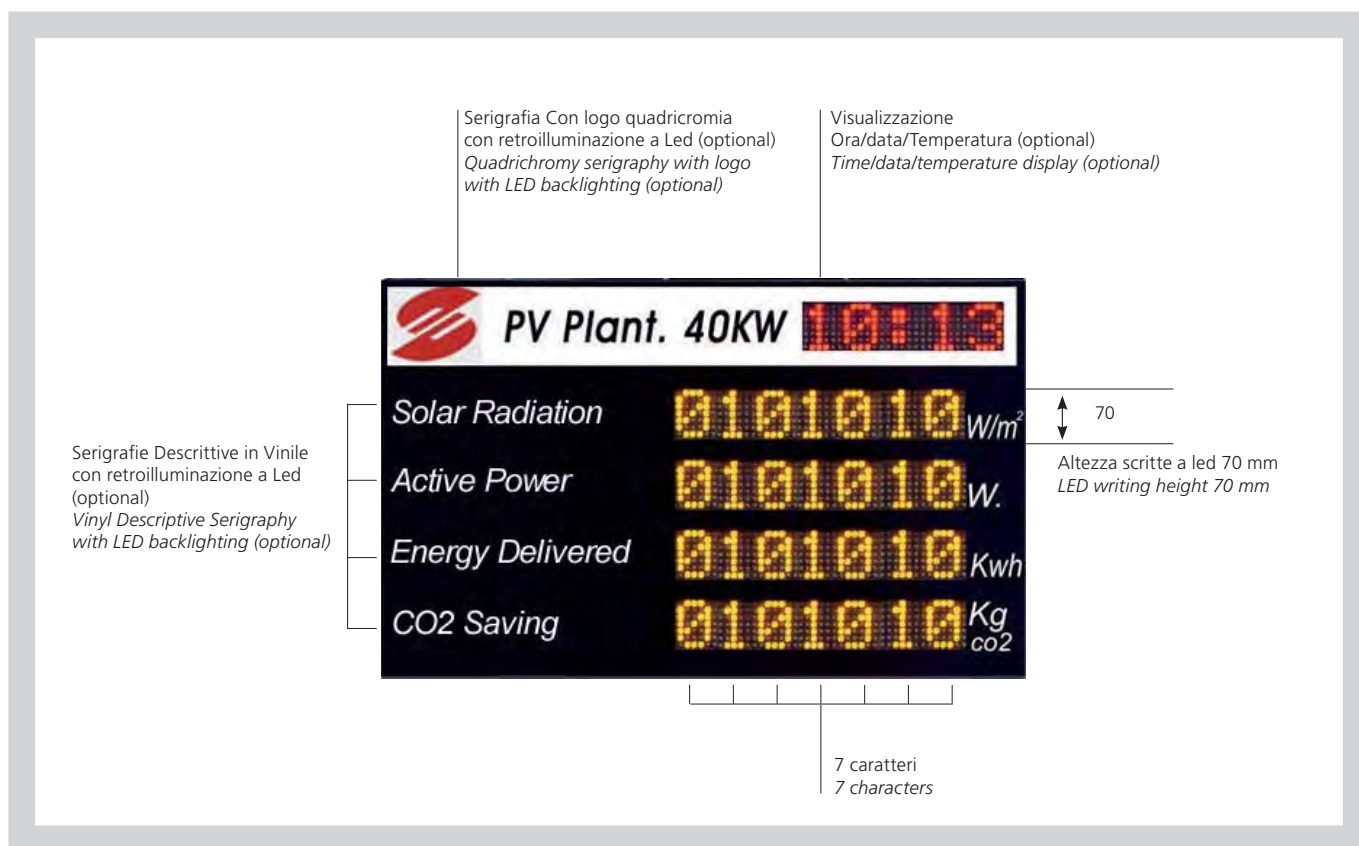 Serigrafia Con logo quadricromia
con retroilluminazione a Led (optional)
Quadrichromy serigraphy with logo
with LED backlighting (optional)
Visualizzazione
Ora/data/Temperatura (optional)
Time/data/temperature display (optional)
PV Plant. 40KW 10:13
Solar Radiation 0101010 W/m²
Active Power 0101010 W.
Energy Delivered 0101010 Kwh
CO2 Saving 0101010 Kg
co2
Serigrafie Descrittive in Vinile
con retroilluminazione a Led
(optional)
Vinyl Descriptive Serigraphy
with LED backlighting (optional)
70
Altezza scritte a led 70 mm
LED writing height 70 mm
7 caratteri
7 characters